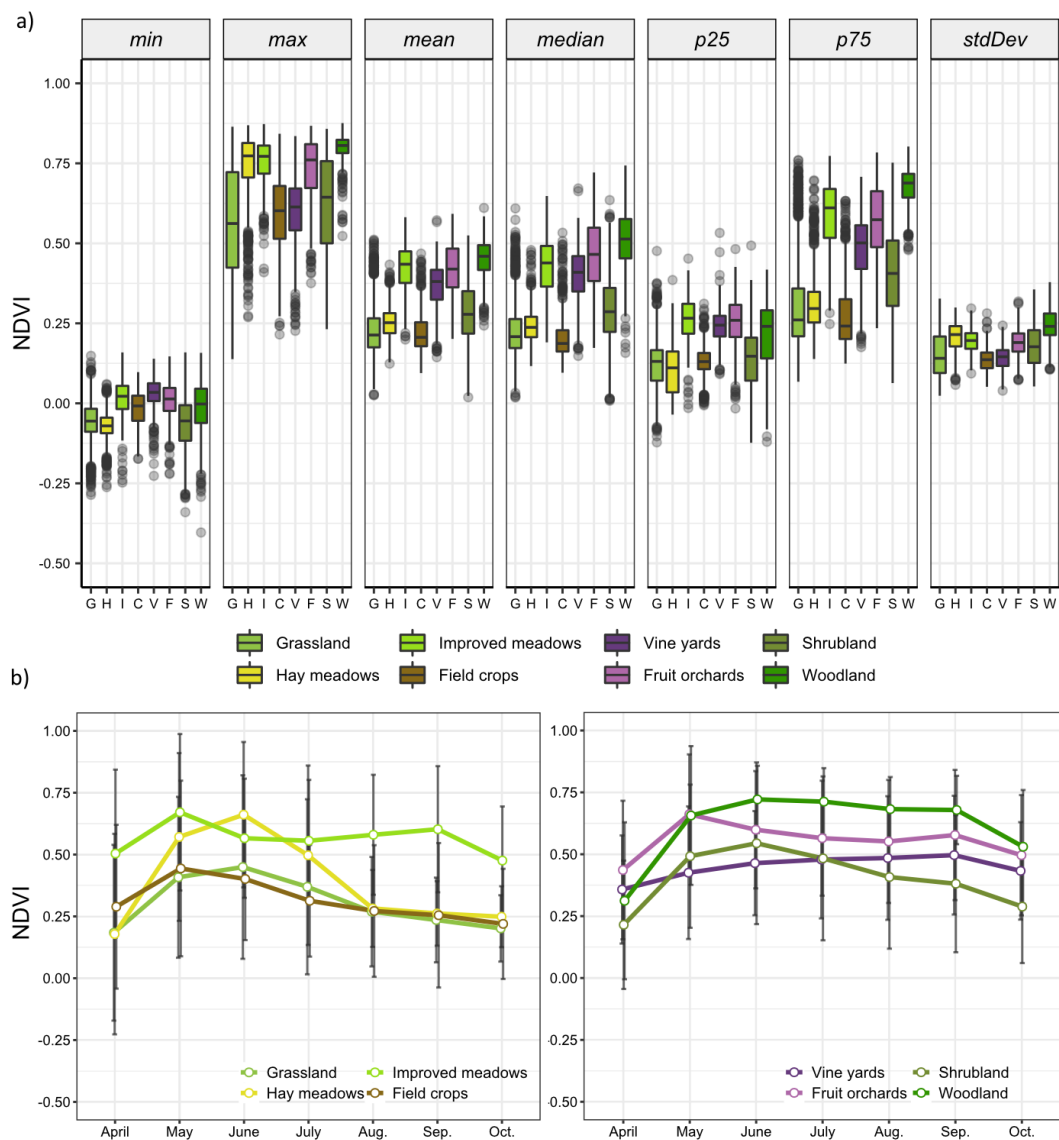 a)
min max mean median p25 p75 stdDev
1.00
0.75
0.50
0.25
0.00
-0.25
-0.50
NDVI
G H I C V F S W G H I C V F S W G H I C V F S W G H I C V F S W G H I C V F S W G H I C V F S W G H I C V F S W
Grassland Improved meadows Vine yards Shrubland
Hay meadows Field crops Fruit orchards Woodland
b)
1.00 1.00
0.75 0.75
0.50 0.50
0.25 0.25
0.00 0.00
-0.25 -0.25
-0.50 -0.50
NDVI
Grassland Improved meadows Vine yards Shrubland
Hay meadows Field crops Fruit orchards Woodland
April May June July Aug. Sep. Oct. April May June July Aug. Sep. Oct.